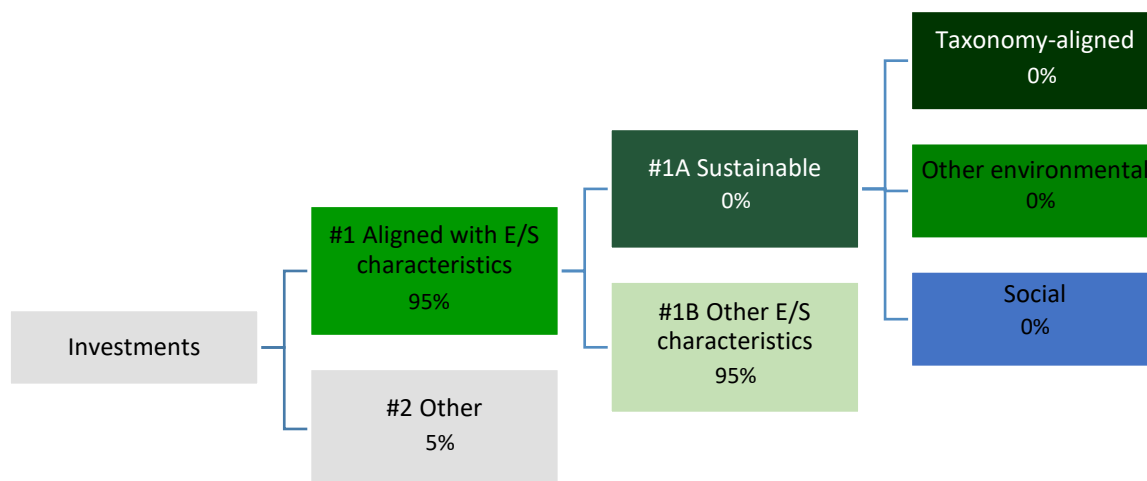 Investments
#1 Aligned with E/S
characteristics
95%
#2 Other
5%
#1A Sustainable
0%
#1B Other E/S
characteristics
95%
Taxonomy-aligned
0%
Other environmental
0%
Social
0%